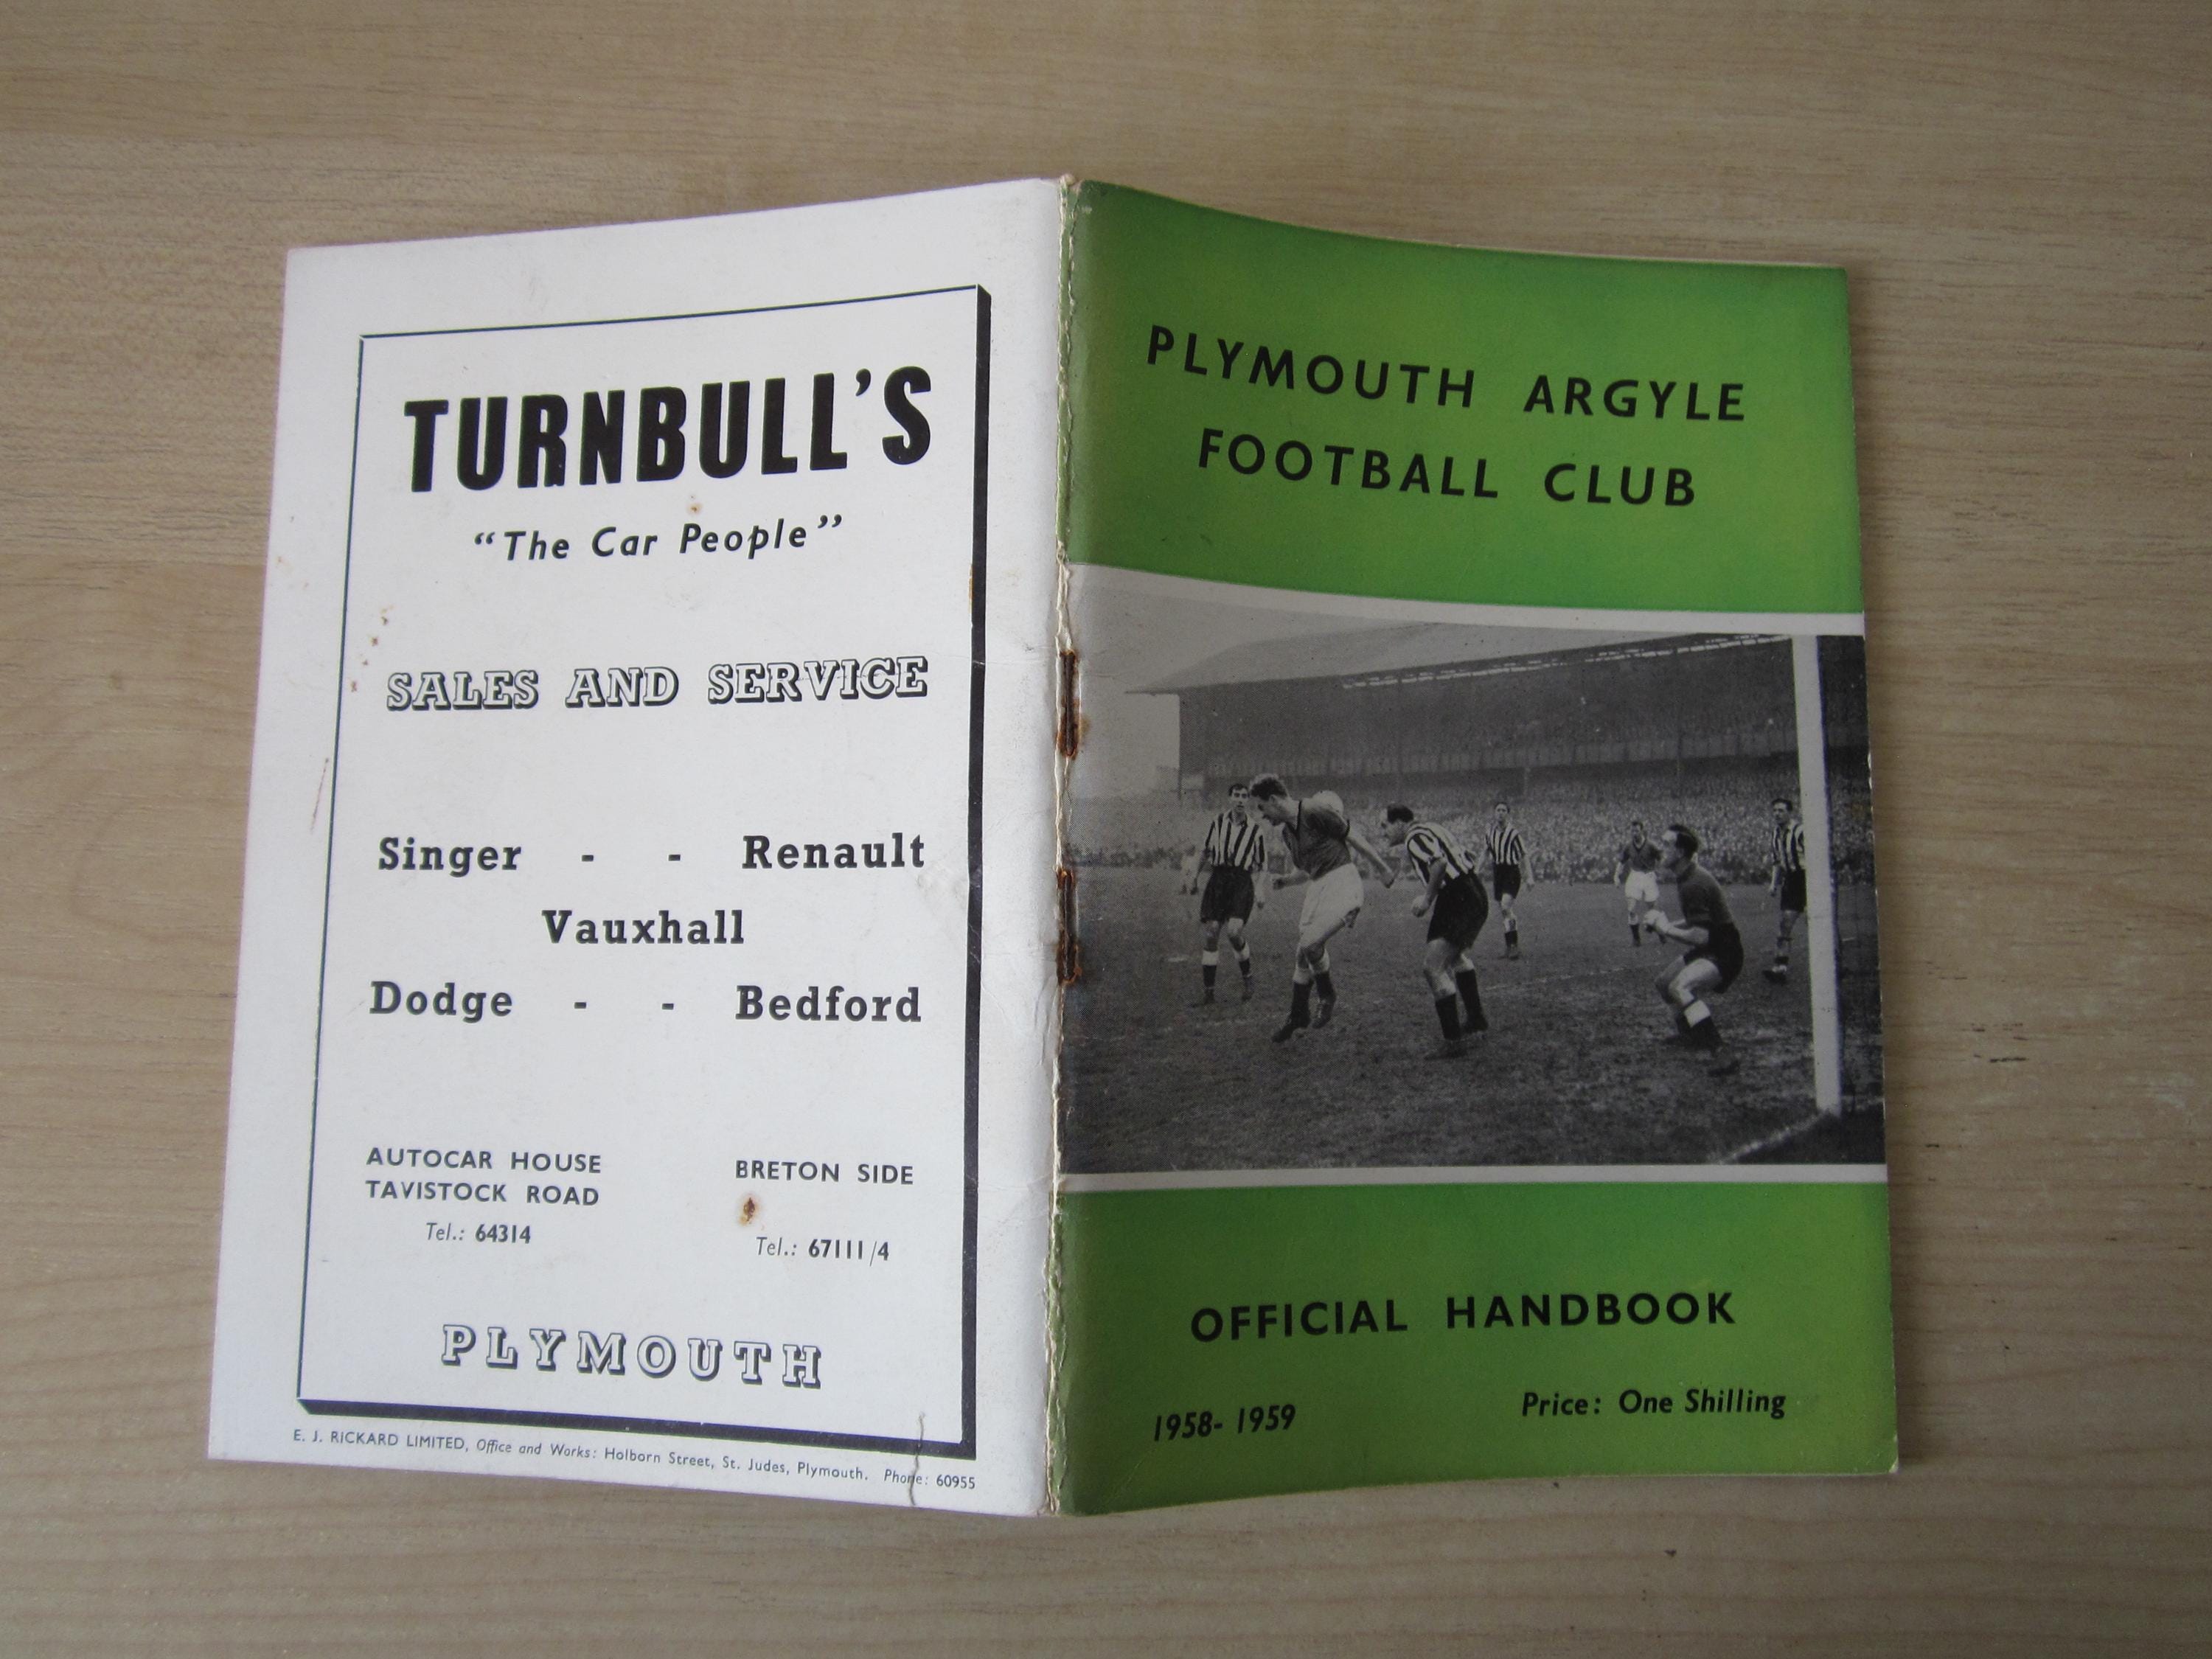 TURNBULL'S
"The Car People"
SALES AND SERVICE
Singer - - Renault
Vauxhall
Dodge - - Bedford
AUTOCAR HOUSE
TAVISTOCK ROAD
Tel.: 64314
BRETON SIDE
Tel.: 67111/4
PLYMOUTH
E. J. RICKARD LIMITED, Office and Works: Holborn Street, St. Judes, Plymouth. Phone: 60955
PLYMOUTH ARGYLE
FOOTBALL CLUB
OFFICIAL HANDBOOK
1958-1959
Price: One Shilling